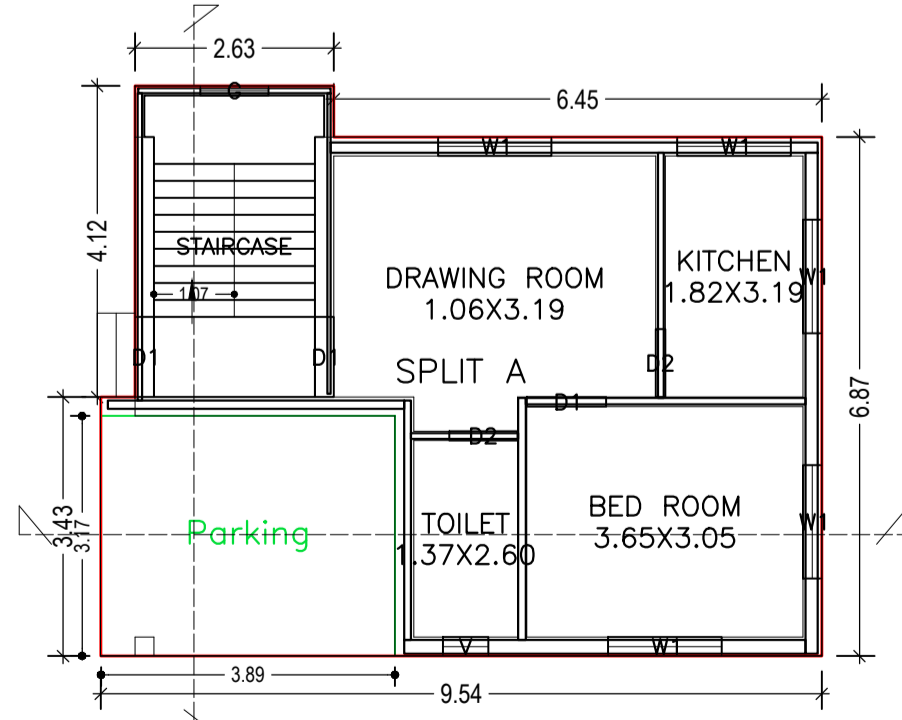 2.63
6.45
G
W1
W1
4.12
STAIRCASE
1.07
DRAWING ROOM
1.06X3.19
KITCHEN
1.82X3.19
W1
D1
D1
SPLIT A
D2
D1
6.87
D2
3.43
3.17
Parking
TOILET
1.37X2.60
BED ROOM
3.65X3.05
W1
V
W1
3.89
9.54